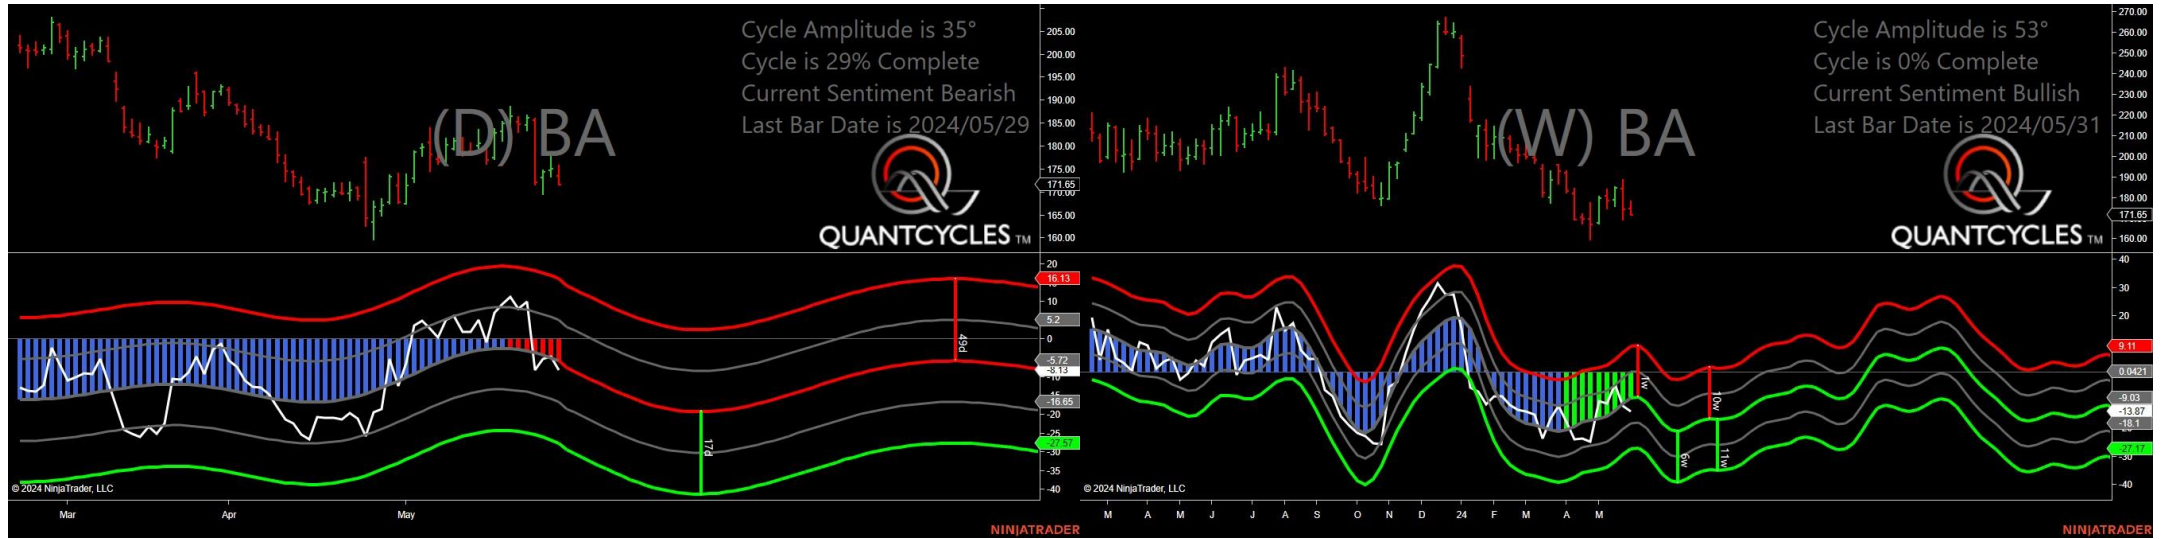 Cycle Amplitude is 35°
Cycle is 29% Complete
Current Sentiment Bearish
Last Bar Date is 2024/05/29
(D) BA
QUANTCYCLES TM
205.00
200.00
195.00
190.00
185.00
180.00
175.00
171.65
170.00
165.00
160.00
20
16.13
10
5.2
0
-5.72
-8.13
-10
-15
-16.65
-20
-25
-27.57
-30
-35
-40
49d
17d
© 2024 NinjaTrader, LLC
Mar
Apr
May
NINJATRADER
Cycle Amplitude is 53°
Cycle is 0% Complete
Current Sentiment Bullish
Last Bar Date is 2024/05/31
(W) BA
QUANTCYCLES TM
270.00
260.00
250.00
240.00
230.00
220.00
210.00
200.00
190.00
180.00
171.65
160.00
40
30
20
9.11
0.0421
-9.03
-13.87
-18.1
-27.17
-30
-40
1w
10w
6w
11w
© 2024 NinjaTrader, LLC
M A M J J A S O N D 24 F M A M
NINJATRADER